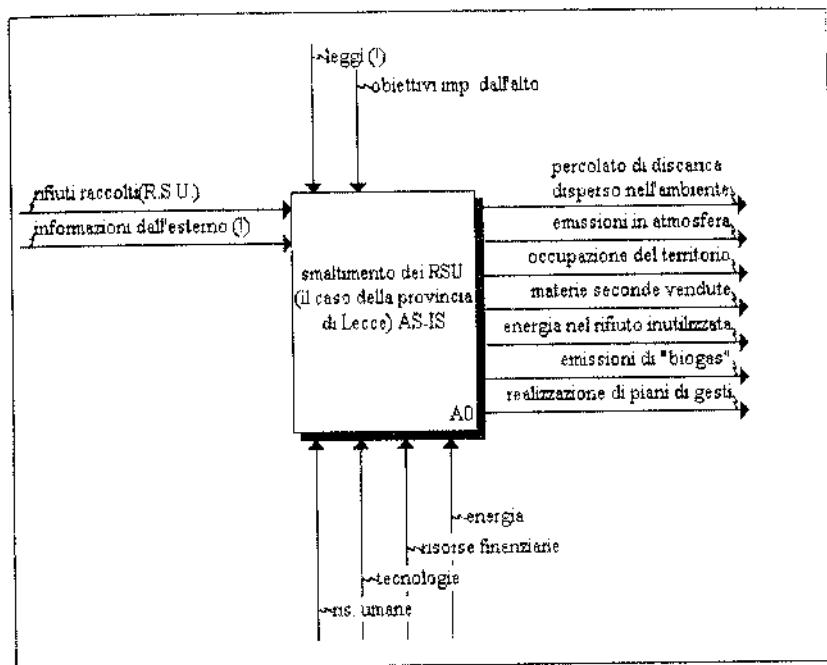 leggi (!)
obiettivi imp. dall'alto
rifiuti raccolti(R.S.U.)
informazioni dall'esterno (!)
smaltimento dei RSU
(il caso della provincia
di Lecce) AS-IS
A0
percolato di discarica
disperso nell'ambiente
emissioni in atmosfera
occupazione del territorio
materie seconde vendute
energia nel rifiuto inutilizzata
emissioni di "biogas"
realizzazione di piani di gesti
energia
risorse finanziarie
tecnologie
ris. umane